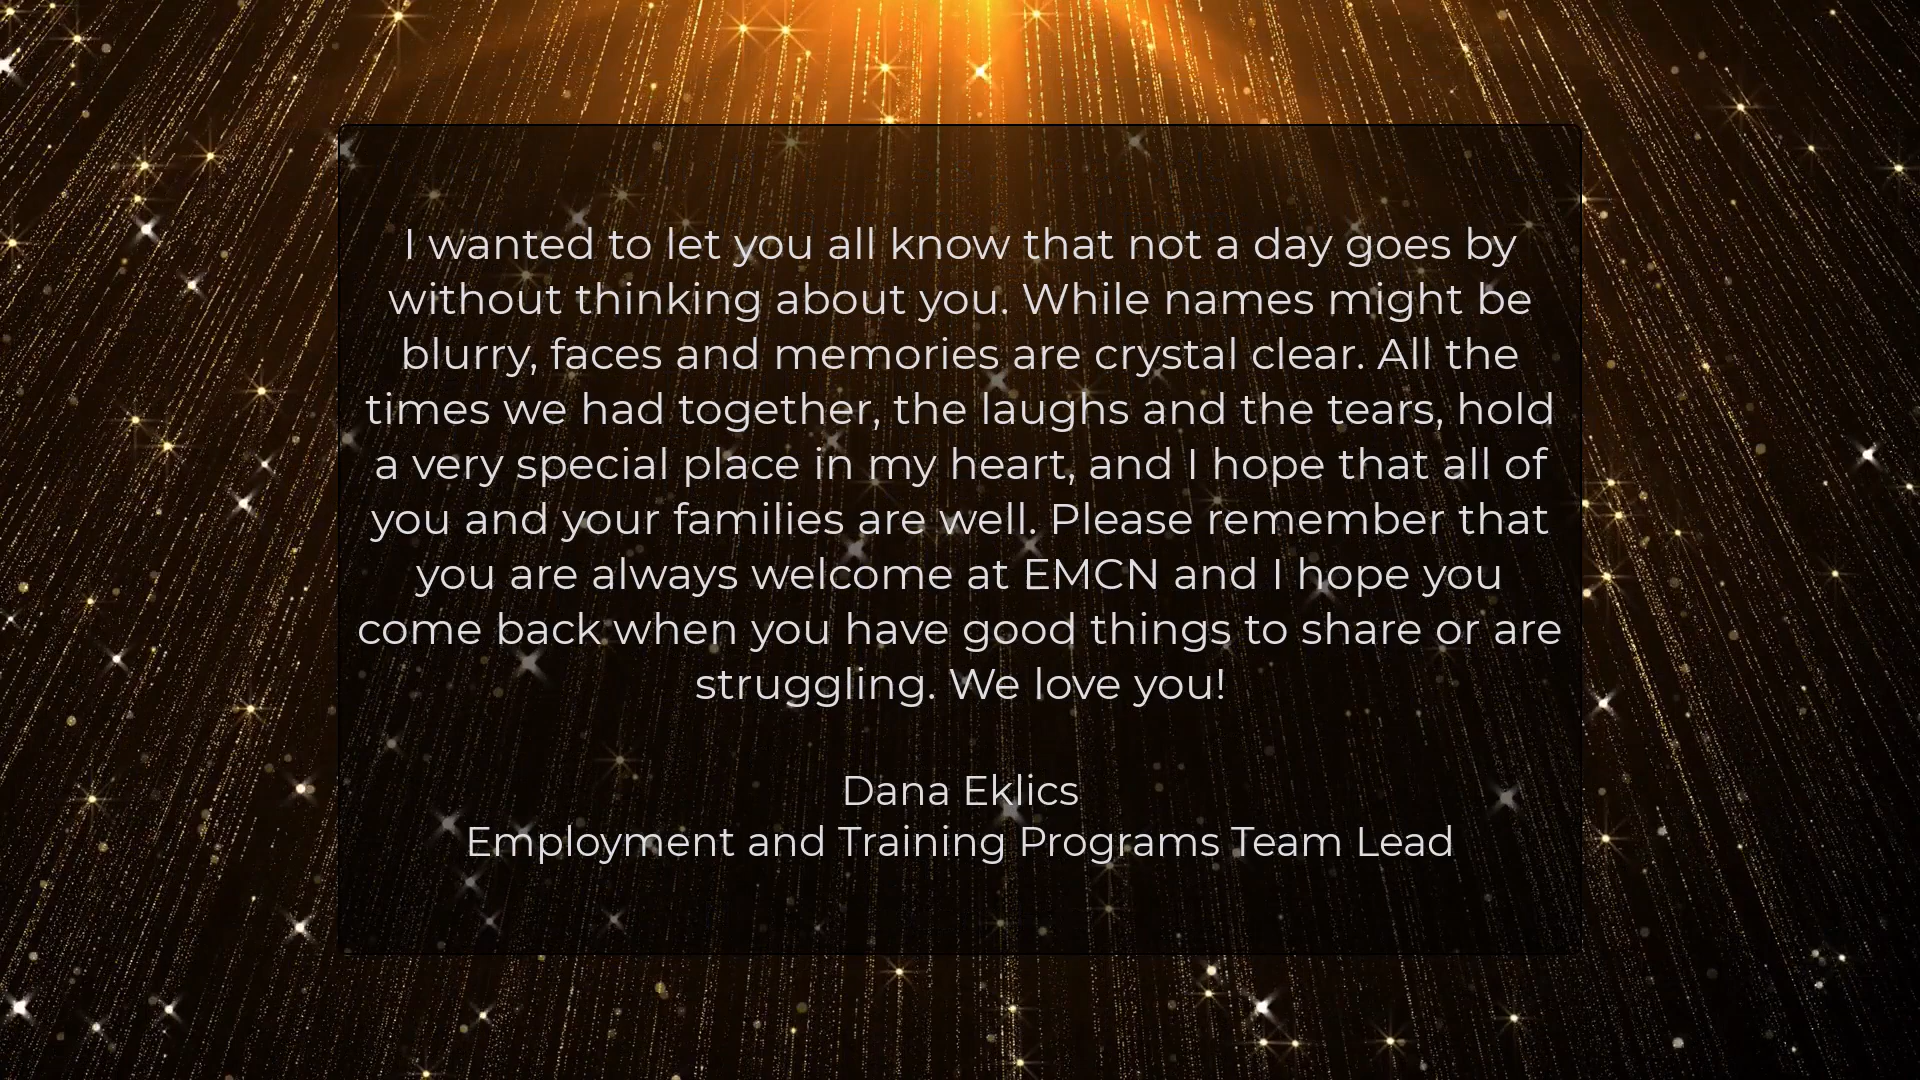 I wanted to let you all know that not a day goes by
without thinking about you. While names might be
blurry, faces and memories are crystal clear. All the
times we had together, the laughs and the tears, hold
a very special place in my heart, and I hope that all of
you and your families are well. Please remember that
you are always welcome at EMCN and I hope you
come back when you have good things to share or are
struggling. We love you!
Dana Eklics
Employment and Training Programs Team Lead